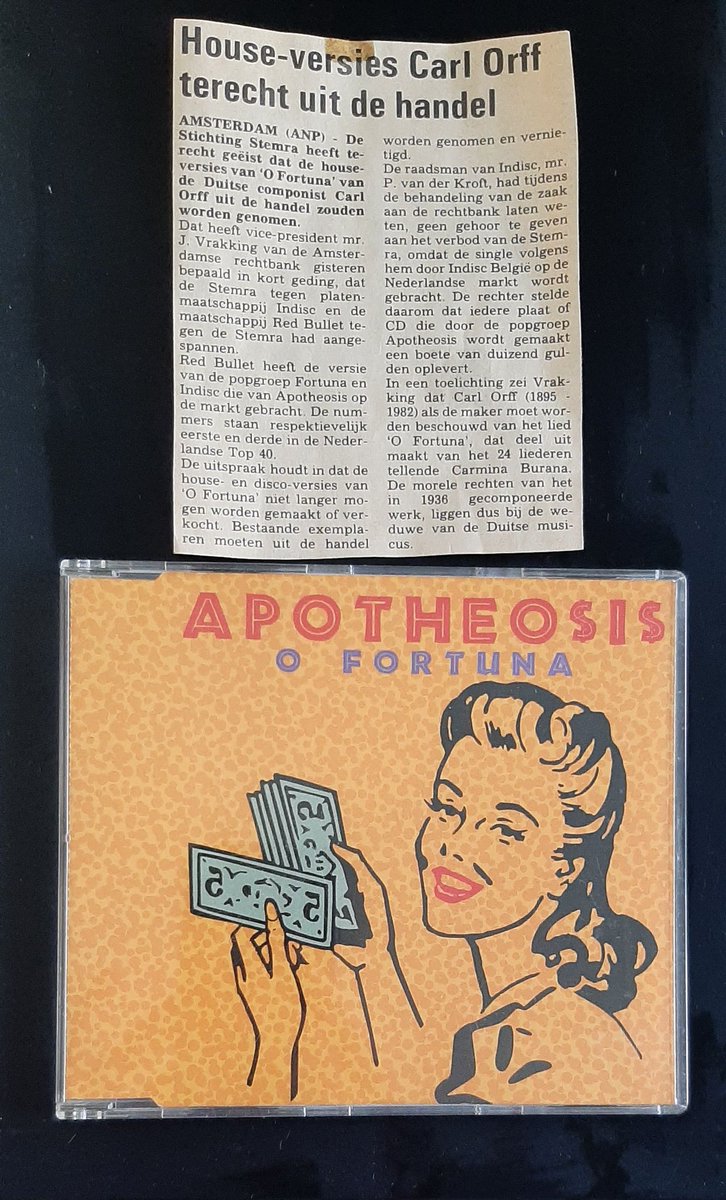 House-versies Carl Orff
terecht uit de handel
AMSTERDAM (ANP) - De
Stichting Stemra heeft te-
recht geëist dat de house-
versies van 'O Fortuna' van
de Duitse componist Carl
Orff uit de handel zouden
worden genomen.
Dat heeft vice-president mr.
J. Vrakking van de Amster-
damse rechtbank gisteren
bepaald in kort geding, dat
de Stemra tegen platen-
maatschappij Indisc en de
maatschappij Red Bullet te-
gen de Stemra had aange-
spannen.
Red Bullet heeft de versie
van de popgroep Fortuna en
Indisc die van Apotheosis op
de markt gebracht. De num-
mers staan respektievelijk
eerste en derde in de Neder-
landse Top 40.
De uitspraak houdt in dat de
house- en disco-versies van
'O Fortuna' niet langer mo-
gen worden gemaakt of ver-
kocht. Bestaande exempla-
ren moeten uit de handel
worden genomen en vernie-
tigd.
De raadsman van Indisc, mr.
P. van der Kroft, had tijdens
de behandeling van de zaak
aan de rechtbank laten we-
ten, geen gehoor te geven
aan het verbod van de Stem-
ra, omdat de single volgens
hem door Indisc België op de
Nederlandse markt wordt
gebracht. De rechter stelde
daarom dat iedere plaat of
CD die door de popgroep
Apotheosis wordt gemaakt
een boete van duizend gul-
den oplevert.
In een toelichting zei Vrak-
king dat Carl Orff (1895 -
1982) als de maker moet wor-
den beschouwd van het lied
'O Fortuna', dat deel uit
maakt van het 24 liederen
tellende Carmina Burana.
De morele rechten van het
in 1936 gecomponeerde
werk, liggen dus bij de we-
duwe van de Duitse musi-
cus.
APOTHEOSIS
O FORTUNA